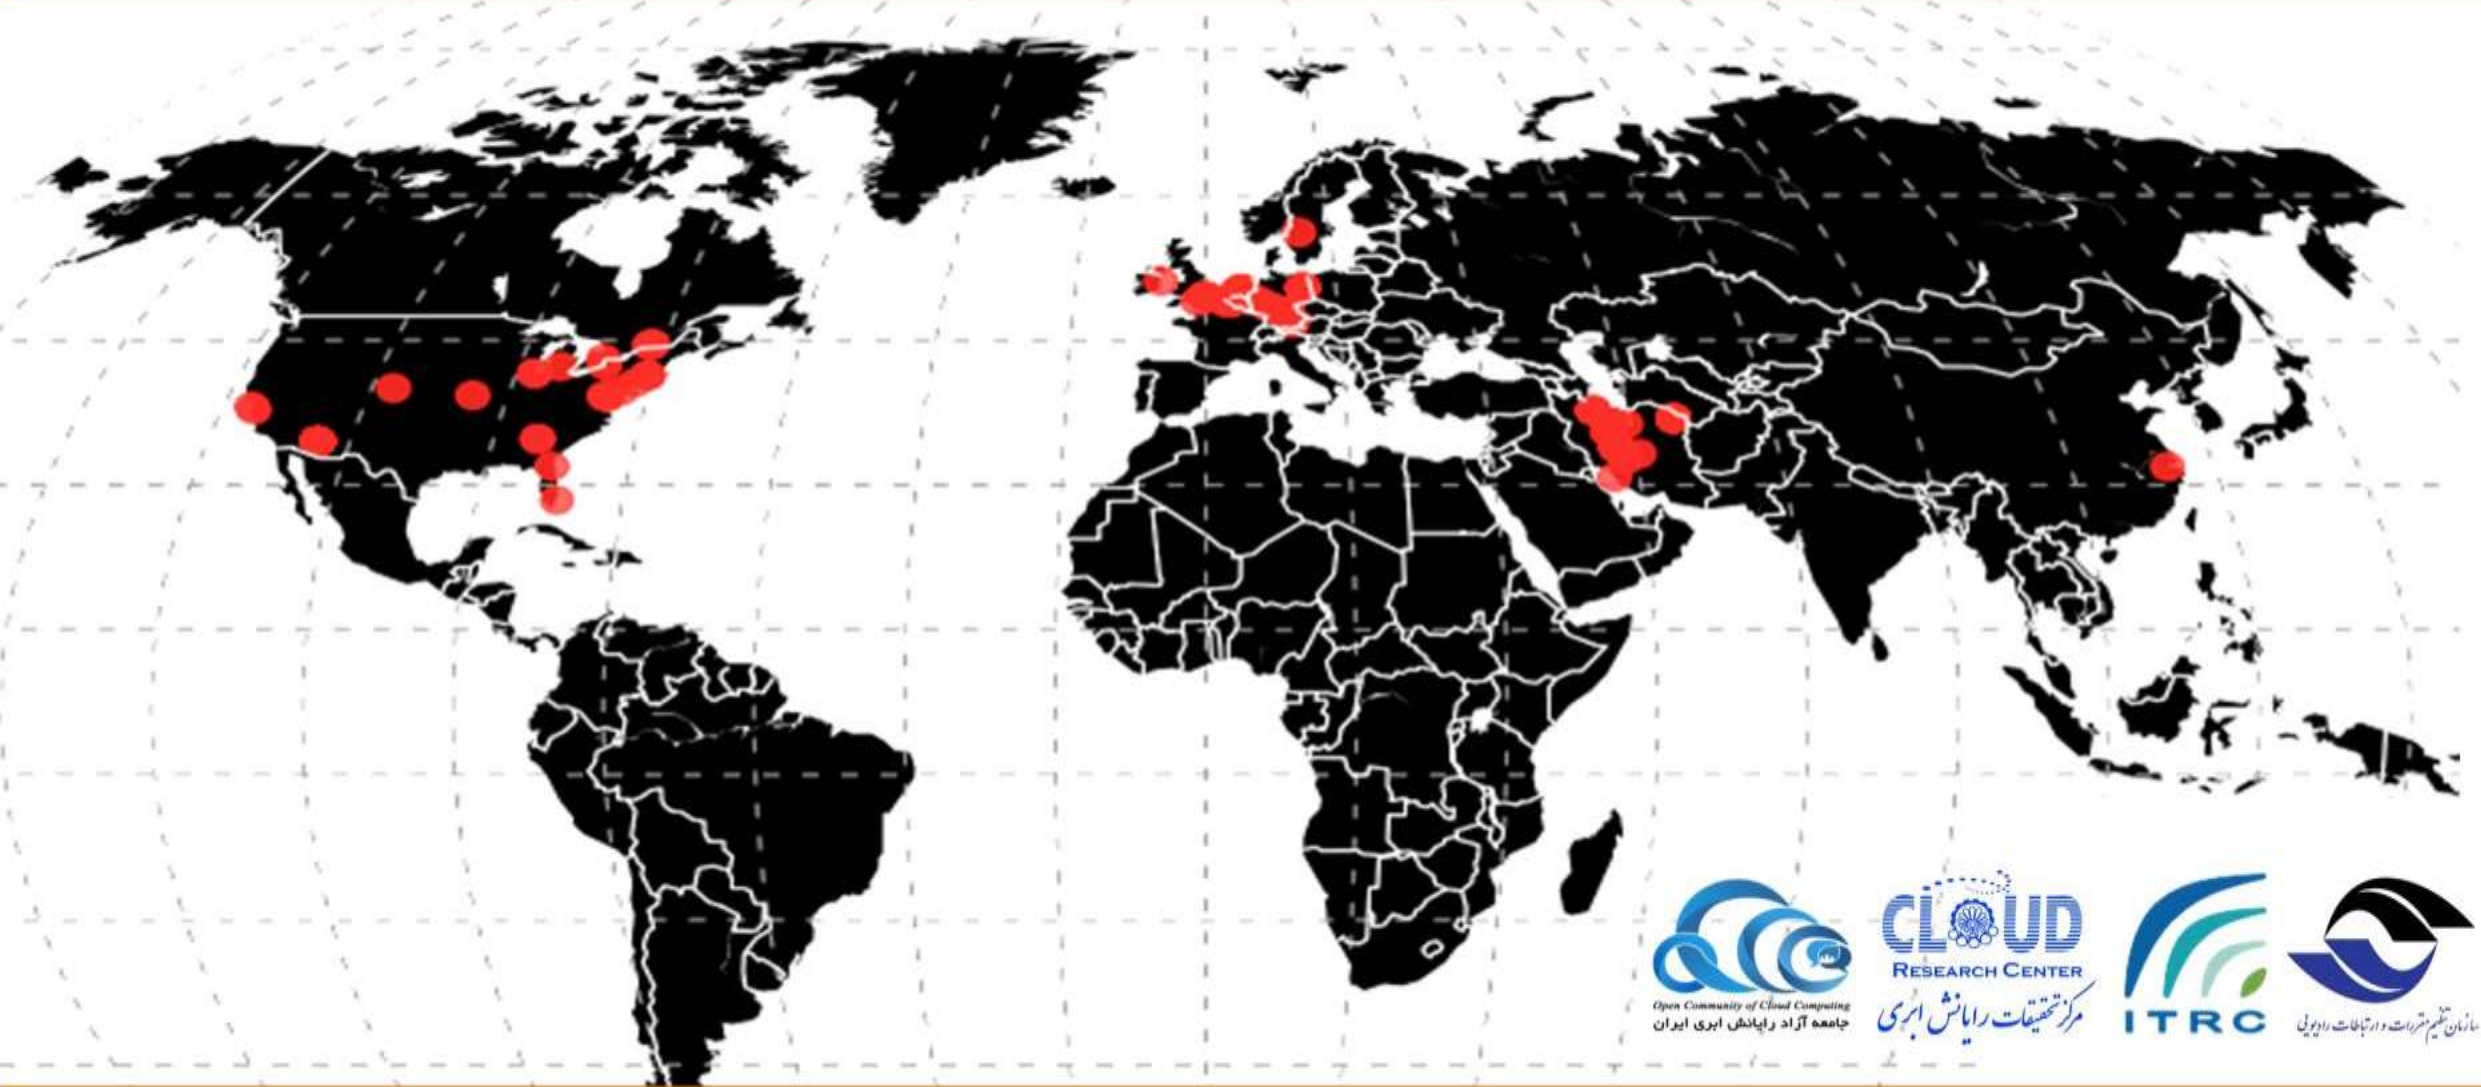 Open Community of Cloud Computing
جامعه آزاد رایانش ابری ایران
CLOUD
RESEARCH CENTER
مرکز تحقیقات رایانش ابری
ITRC
سازمان تنظیم مقررات و ارتباطات رادیویی